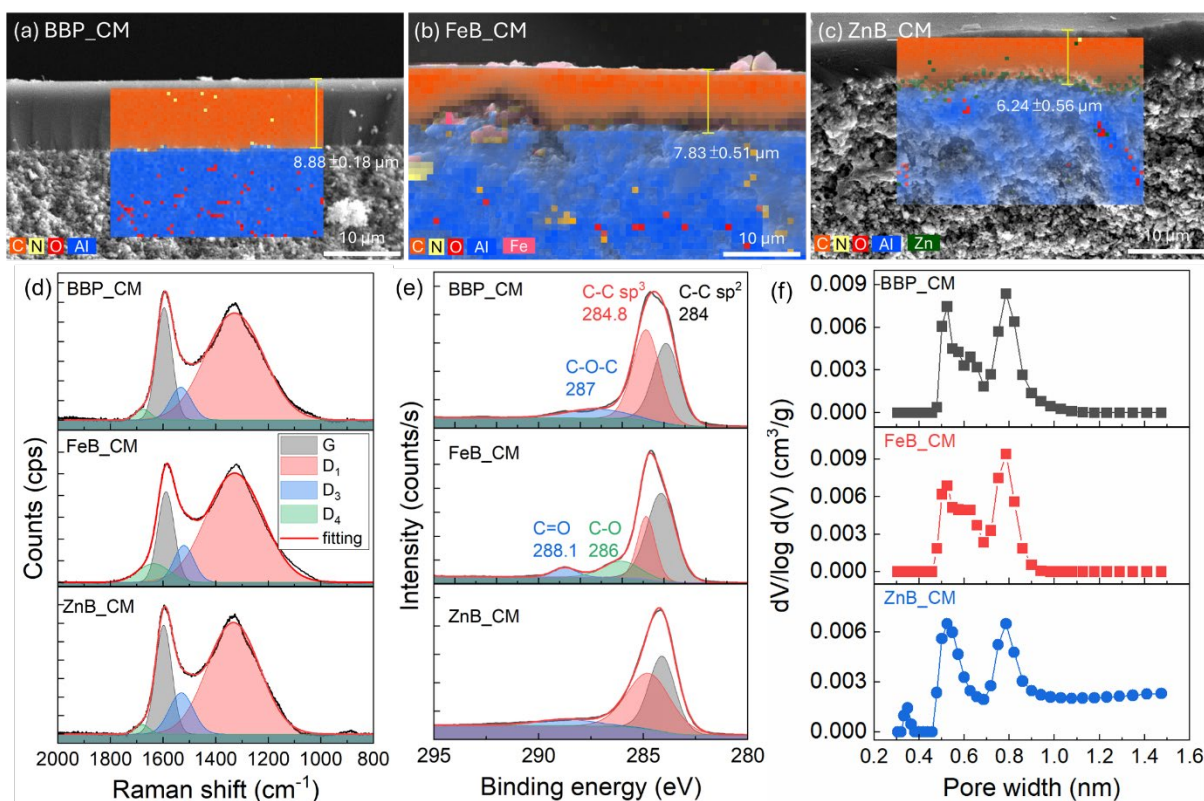 (a) BBP_CM
8.88 ±0.18 µm
C N O Al
10 µm
(b) FeB_CM
7.83 ±0.51 µm
C N O Al Fe
10 µm
(c) ZnB_CM
6.24 ±0.56 µm
C N O Al Zn
10 µm
(d) BBP_CM
FeB_CM
G
D1
D3
D4
fitting
ZnB_CM
Counts (cps)
2000 1800 1600 1400 1200 1000 800
Raman shift (cm-1)
(e) BBP_CM
C-C sp3
284.8
C-C sp2
284
C-O-C
287
FeB_CM
C=O
288.1
C-O
286
ZnB_CM
Intensity (counts/s)
295 290 285 280
Binding energy (eV)
(f) BBP_CM
0.009
0.006
0.003
0.000
FeB_CM
0.009
0.006
0.003
0.000
ZnB_CM
0.006
0.003
0.000
dV/log d(V) (cm3/g)
0.2 0.4 0.6 0.8 1.0 1.2 1.4 1.6
Pore width (nm)